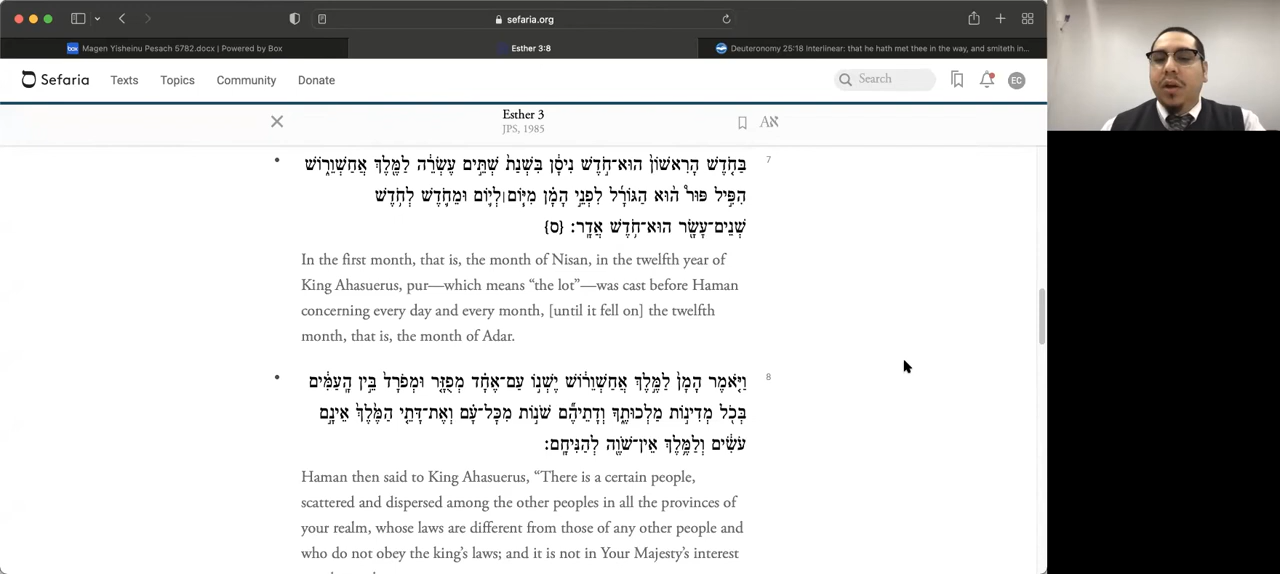 sefaria.org
Magen Yisheinu Pesach 5782.docx | Powered by Box
Esther 3:8
Deuteronomy 25:18 Interlinear: that he hath met thee in the way, and smiteth in...
Sefaria
Texts
Topics
Community
Donate
Search
EC
Esther 3
JPS, 1985
אA
7
בַּחֹ֤דֶשׁ הָרִאשׁוֹן֙ הוּא־חֹ֣דֶשׁ נִיסָ֔ן בִּשְׁנַת֙ שְׁתֵּ֣ים עֶשְׂרֵ֔ה לַמֶּ֖לֶךְ אֲחַשְׁוֵר֑וֹשׁ
הִפִּ֣יל פּוּר֩ ה֨וּא הַגּוֹרָ֜ל לִפְנֵ֣י הָמָ֗ן מִיּ֧וֹם ׀ לְי֛וֹם וּמֵחֹ֛דֶשׁ לְחֹ֥דֶשׁ
שְׁנֵים־עָשָׂ֖ר הוּא־חֹ֥דֶשׁ אֲדָֽר׃ {ס}
In the first month, that is, the month of Nisan, in the twelfth year of
King Ahasuerus, pur—which means “the lot”—was cast before Haman
concerning every day and every month, [until it fell on] the twelfth
month, that is, the month of Adar.
8
וַיֹּ֤אמֶר הָמָן֙ לַמֶּ֣לֶךְ אֲחַשְׁוֵר֔וֹשׁ יֶשְׁנ֣וֹ עַם־אֶחָ֗ד מְפֻזָּ֤ר וּמְפֹרָד֙ בֵּ֣ין הָֽעַמִּ֔ים
בְּכֹ֖ל מְדִינ֣וֹת מַלְכוּתֶ֑ךָ וְדָתֵיהֶ֞ם שֹׁנ֣וֹת מִכׇּל־עָ֗ם וְאֶת־דָּתֵ֤י הַמֶּ֙לֶךְ֙ אֵינָ֣ם
עֹשִׂ֔ים וְלַמֶּ֥לֶךְ אֵין־שֹׁוֶ֖ה לְהַנִּיחָֽם׃
Haman then said to King Ahasuerus, “There is a certain people,
scattered and dispersed among the other peoples in all the provinces of
your realm, whose laws are different from those of any other people and
who do not obey the king’s laws; and it is not in Your Majesty’s interest